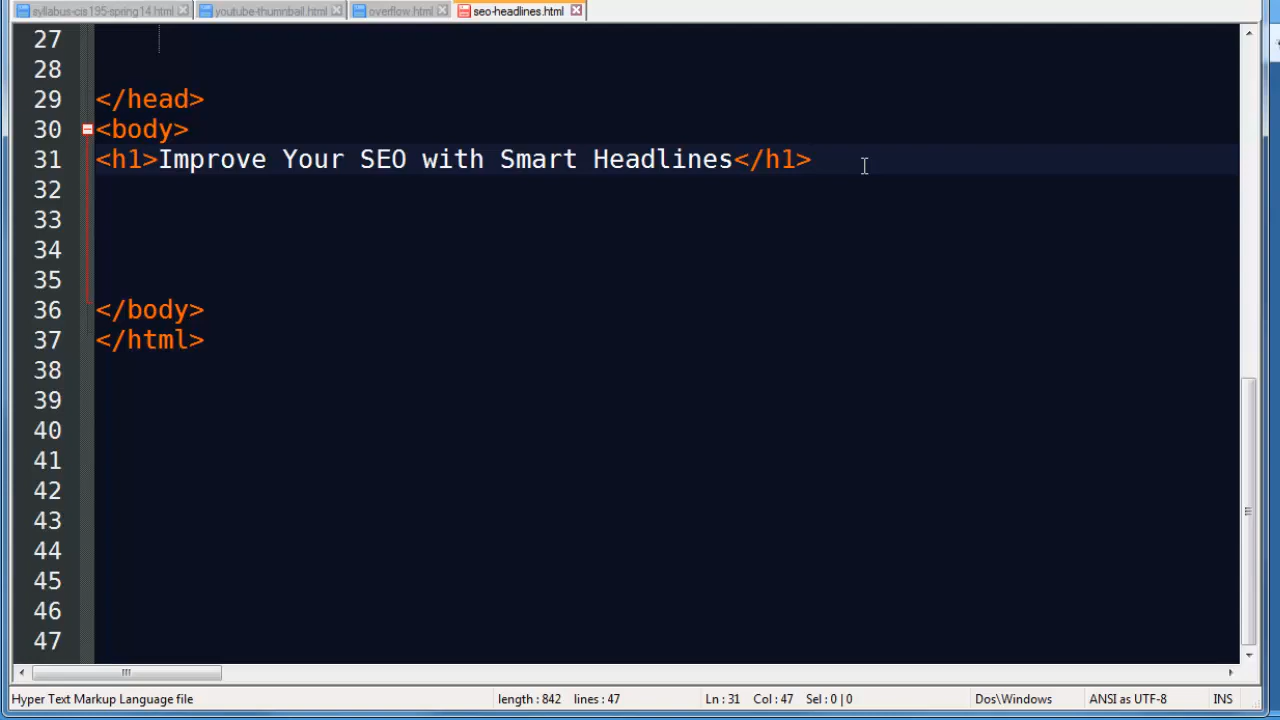 syllabus-cis195-spring14.html youtube-thumnbail.html overflow.html seo-headlines.html
27
28
29 </head>
30 <body>
31 <h1>Improve Your SEO with Smart Headlines</h1>
32
33
34
35
36 </body>
37 </html>
38
39
40
41
42
43
44
45
46
47
Hyper Text Markup Language file length : 842 lines : 47 Ln : 31 Col : 47 Sel : 0 | 0 Dos\Windows ANSI as UTF-8 INS